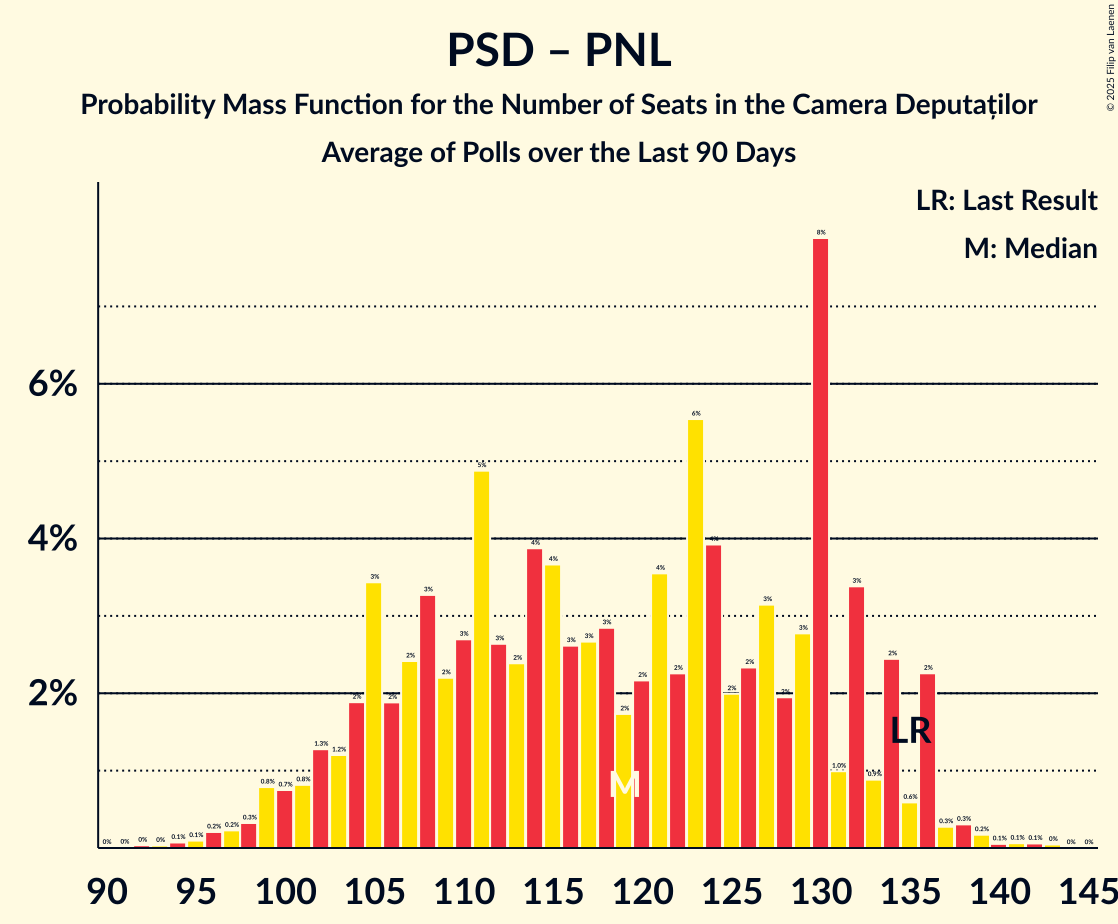 PSD – PNL
Probability Mass Function for the Number of Seats in the Camera Deputaților
Average of Polls over the Last 90 Days
© 2025 Filip van Laenen
LR: Last Result
M: Median
6%
4%
2%
0% 0% 0% 0% 0.1% 0.1% 0.2% 0.2% 0.3% 0.8% 0.7% 0.8% 1.3% 1.2% 2% 3% 2% 2% 3% 2% 3% 5% 3% 2% 4% 4% 3% 3% 3% 2% 2% 4% 2% 6% 4% 2% 2% 3% 2% 3% 8% 1.0% 3% 0.9% 2% 0.6% 2% 0.3% 0.3% 0.2% 0.1% 0.1% 0.1% 0% 0% 0%
LR
M
90 95 100 105 110 115 120 125 130 135 140 145